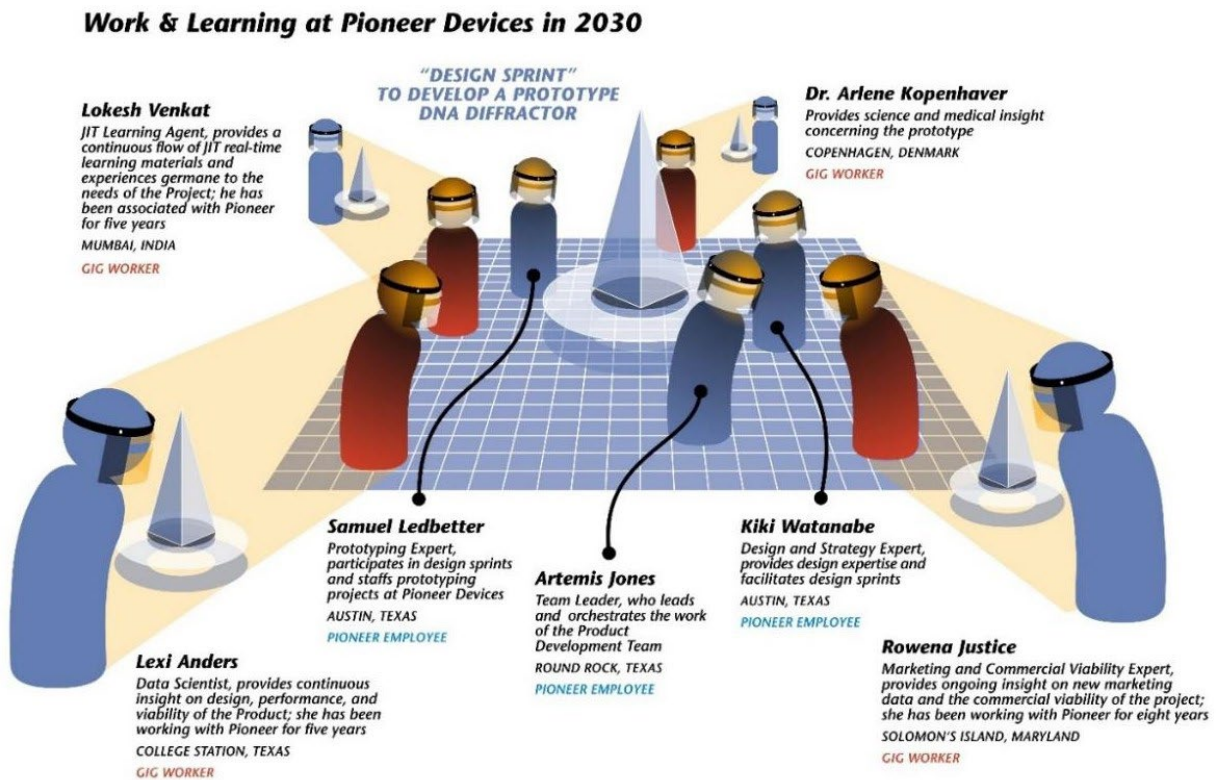 Work & Learning at Pioneer Devices in 2030
"DESIGN SPRINT"
TO DEVELOP A PROTOTYPE
DNA DIFFRACTOR
Lokesh Venkat
JIT Learning Agent, provides a
continuous flow of JIT real-time
learning materials and
experiences germane to the
needs of the Project; he has
been associated with Pioneer
for five years
MUMBAI, INDIA
GIG WORKER
Dr. Arlene Kopenhaver
Provides science and medical insight
concerning the prototype
COPENHAGEN, DENMARK
GIG WORKER
Samuel Ledbetter
Prototyping Expert,
participates in design sprints
and staffs prototyping
projects at Pioneer Devices
AUSTIN, TEXAS
PIONEER EMPLOYEE
Artemis Jones
Team Leader, who leads
and orchestrates the work
of the Product
Development Team
ROUND ROCK, TEXAS
PIONEER EMPLOYEE
Kiki Watanabe
Design and Strategy Expert,
provides design expertise and
facilitates design sprints
AUSTIN, TEXAS
PIONEER EMPLOYEE
Lexi Anders
Data Scientist, provides continuous
insight on design, performance, and
viability of the Product; she has been
working with Pioneer for five years
COLLEGE STATION, TEXAS
GIG WORKER
Rowena Justice
Marketing and Commercial Viability Expert,
provides ongoing insight on new marketing
data and the commercial viability of the project;
she has been working with Pioneer for eight years
SOLOMON'S ISLAND, MARYLAND
GIG WORKER